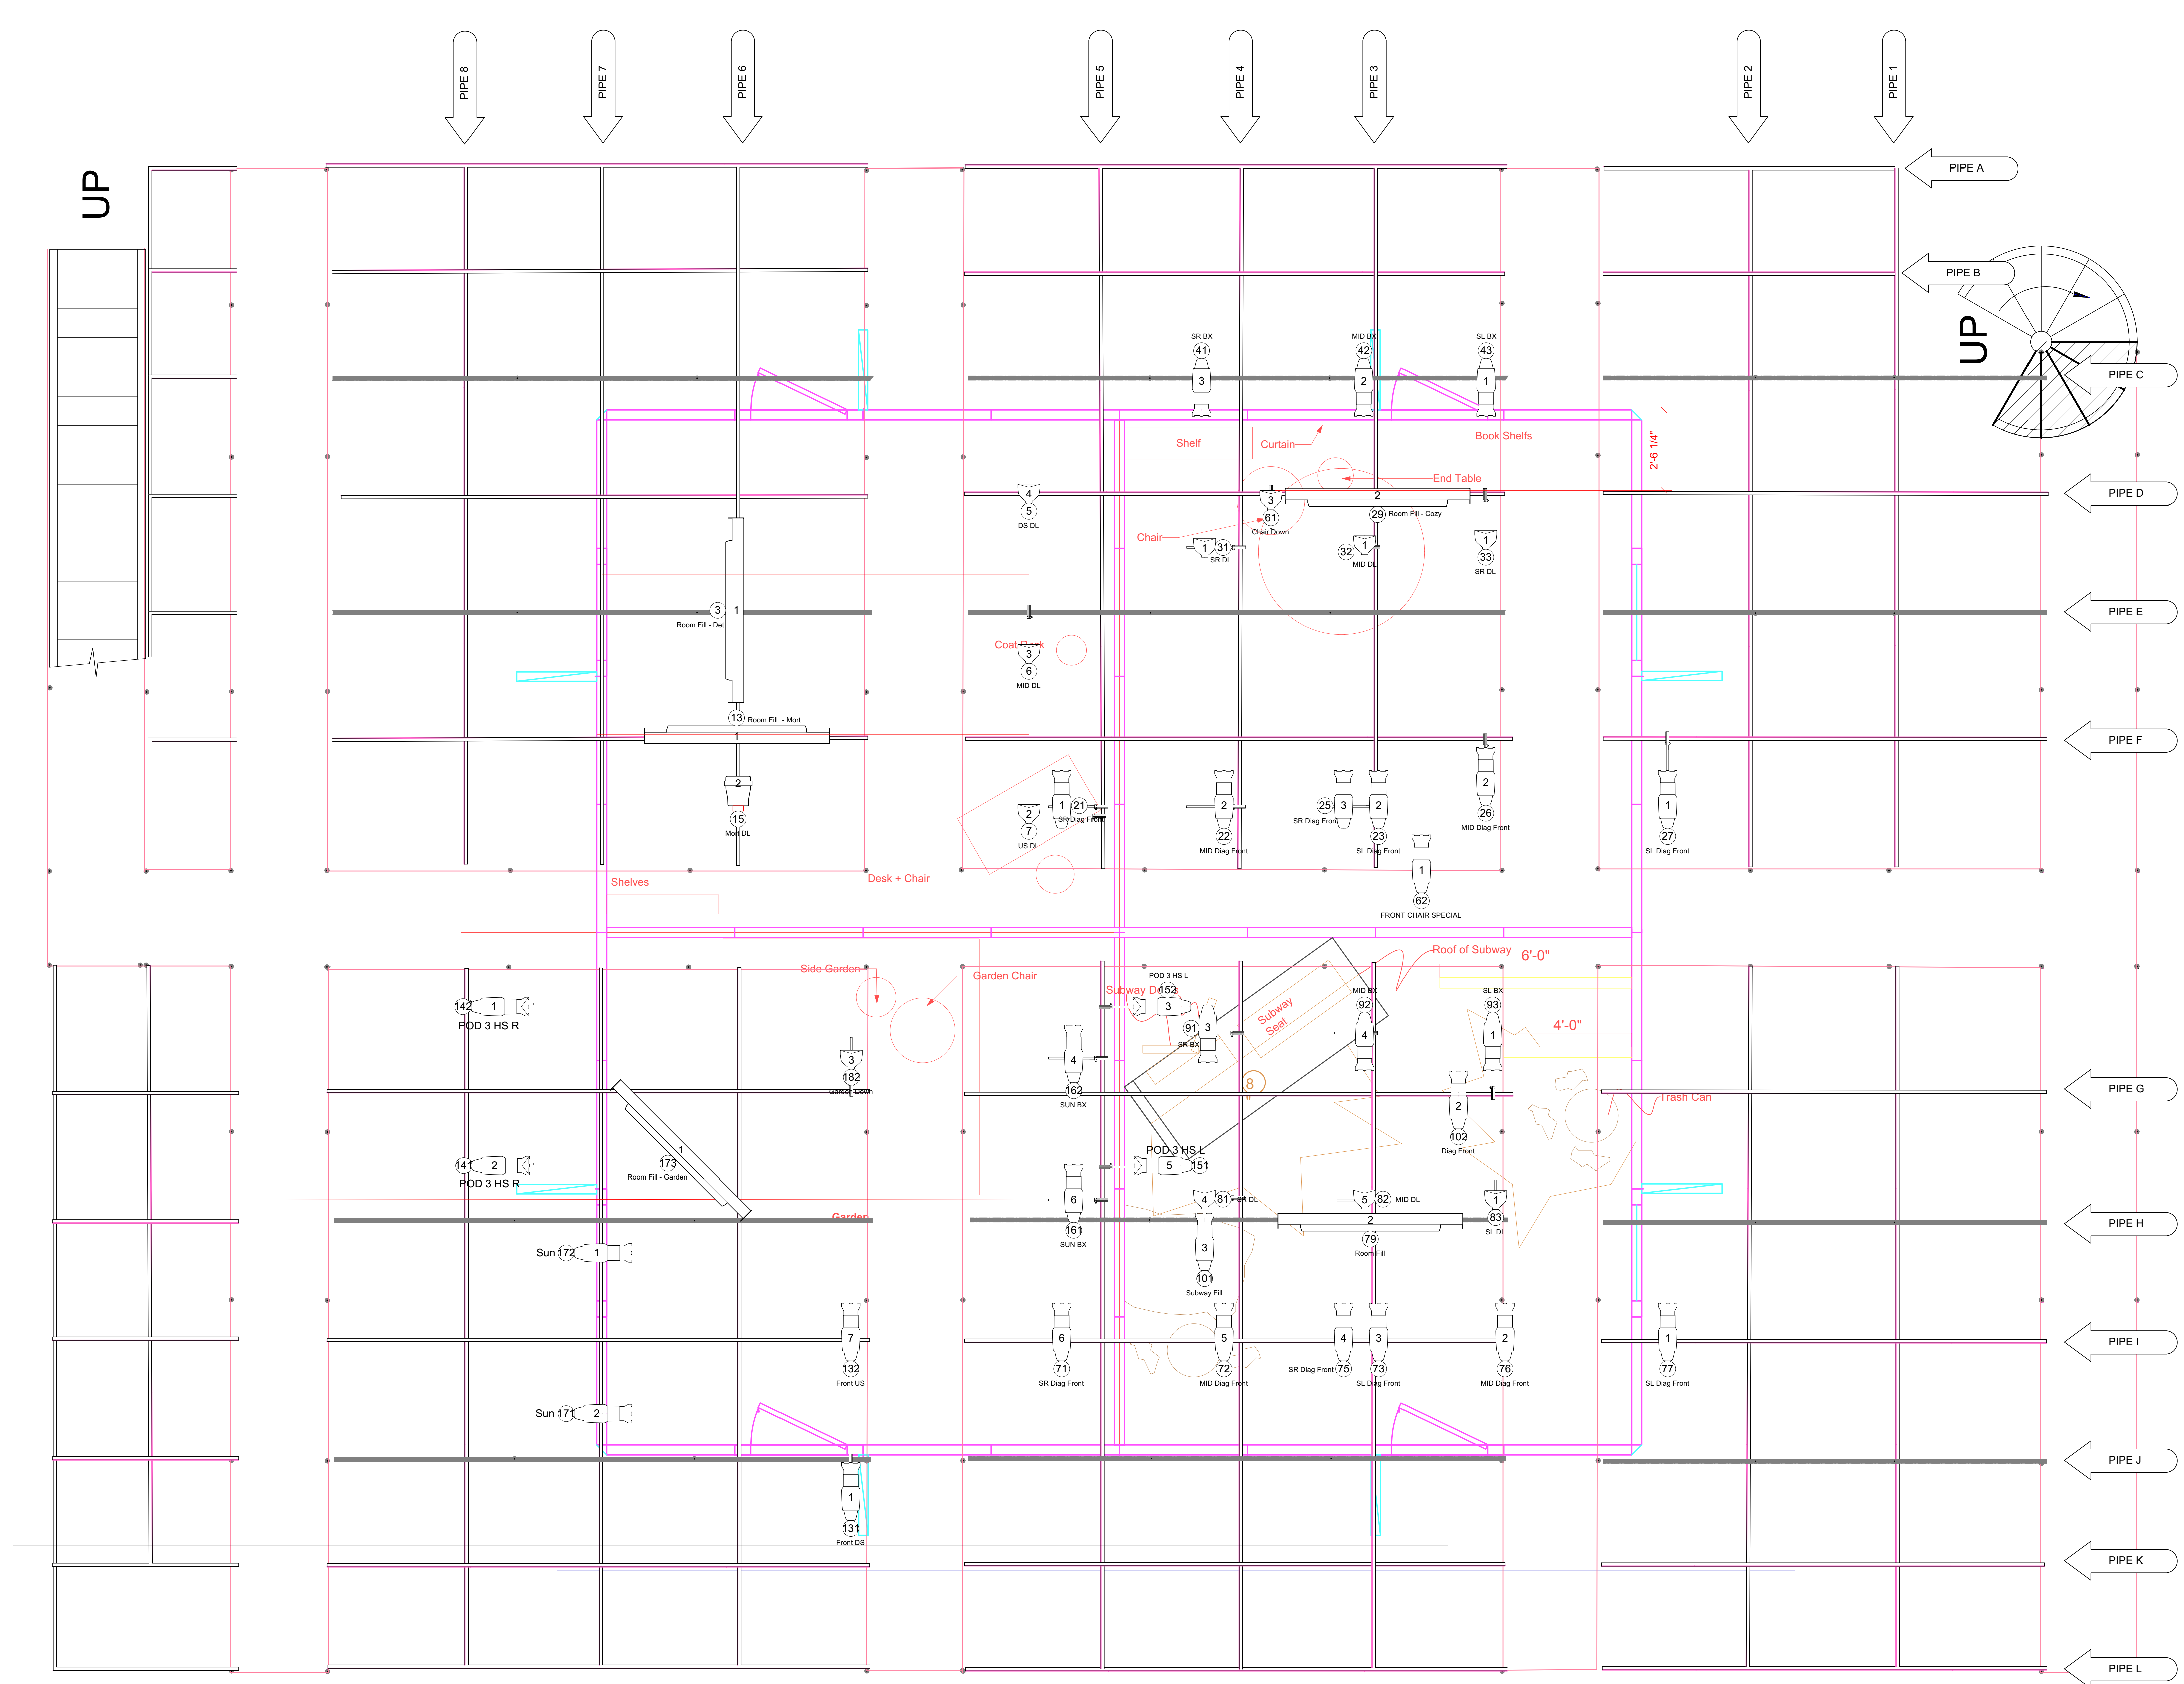 PIPE 8
PIPE 7
PIPE 6
PIPE 5
PIPE 4
PIPE 3
PIPE 2
PIPE 1
PIPE A
UP
PIPE B
UP
SR BX
41
3
MID BX
42
2
SL BX
43
1
PIPE C
Shelf
Curtain
Book Shelfs
2'-6 1/4"
End Table
4
5
DS DL
3
61
Chair Down
2
29
Room Fill - Cozy
PIPE D
Chair
1
31
SR DL
32
1
MID DL
1
33
SR DL
3
1
Room Fill - Det
PIPE E
Coat Rack
3
6
MID DL
13
Room Fill - Mort
1
PIPE F
2
15
Mort DL
2
7
US DL
1
21
SR Diag Front
2
22
MID Diag Front
25
3
SR Diag Front
2
23
SL Diag Front
2
26
MID Diag Front
1
27
SL Diag Front
1
62
FRONT CHAIR SPECIAL
Shelves
Desk + Chair
Side Garden
Garden Chair
Roof of Subway
6'-0"
142
1
POD 3 HS R
POD 3 HS L
Subway Doors
152
3
91
3
SR BX
Subway
Seat
MID BX
92
4
SL BX
93
1
4'-0"
3
182
Garden Down
4
162
SUN BX
8
2
102
Diag Front
Trash Can
PIPE G
141
2
POD 3 HS R
1
173
Room Fill - Garden
POD 3 HS L
5
151
6
161
SUN BX
4
81
SR DL
5
82
MID DL
1
83
SL DL
Garden
2
79
Room Fill
PIPE H
Sun
172
1
3
101
Subway Fill
7
132
Front US
6
71
SR Diag Front
5
72
MID Diag Front
4
SR Diag Front
75
3
73
SL Diag Front
2
76
MID Diag Front
1
77
SL Diag Front
PIPE I
Sun
171
2
PIPE J
1
131
Front DS
PIPE K
PIPE L